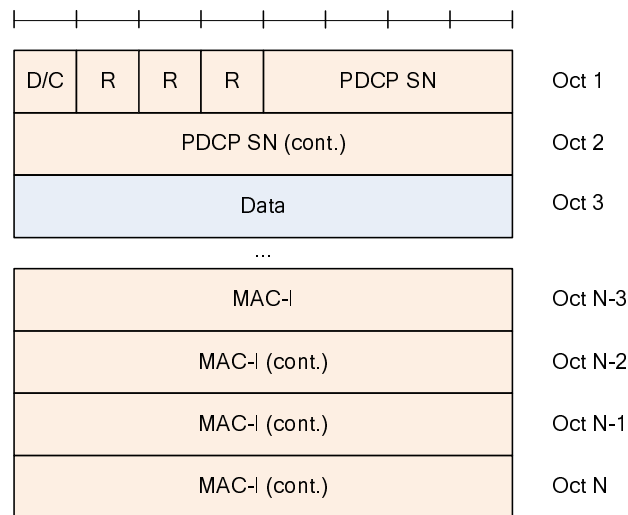 D/C R R R PDCP SN Oct 1
PDCP SN (cont.) Oct 2
Data Oct 3
...
MAC-I Oct N-3
MAC-I (cont.) Oct N-2
MAC-I (cont.) Oct N-1
MAC-I (cont.) Oct N